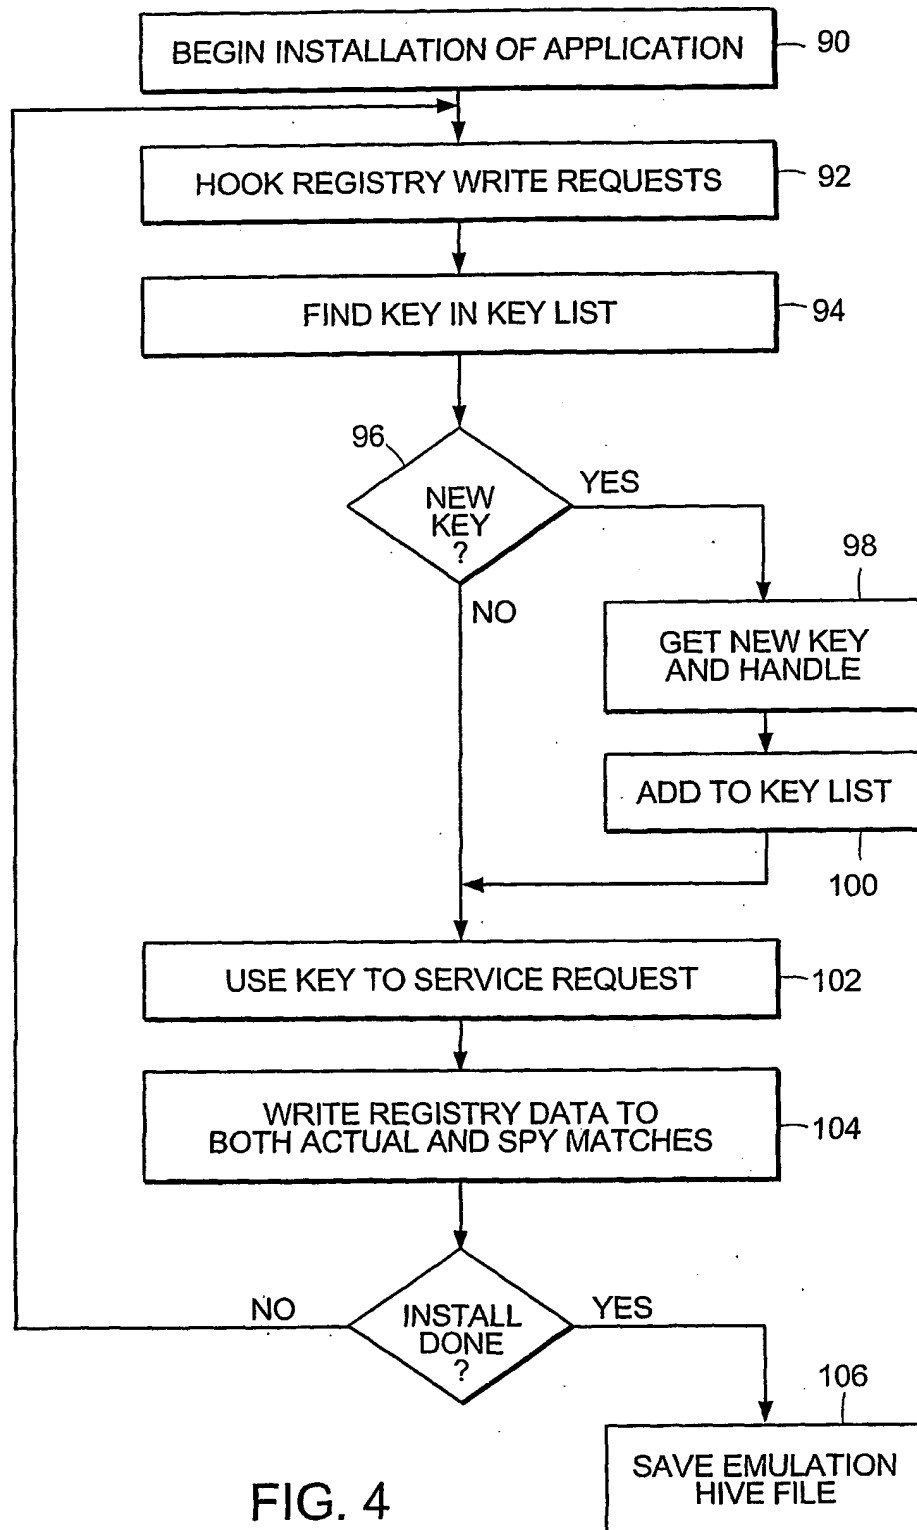 BEGIN INSTALLATION OF APPLICATION
90
HOOK REGISTRY WRITE REQUESTS
92
FIND KEY IN KEY LIST
94
96
NEW
KEY
?
YES
NO
98
GET NEW KEY
AND HANDLE
ADD TO KEY LIST
100
USE KEY TO SERVICE REQUEST
102
WRITE REGISTRY DATA TO
BOTH ACTUAL AND SPY MATCHES
104
NO
INSTALL
DONE
?
YES
106
SAVE EMULATION
HIVE FILE
FIG. 4